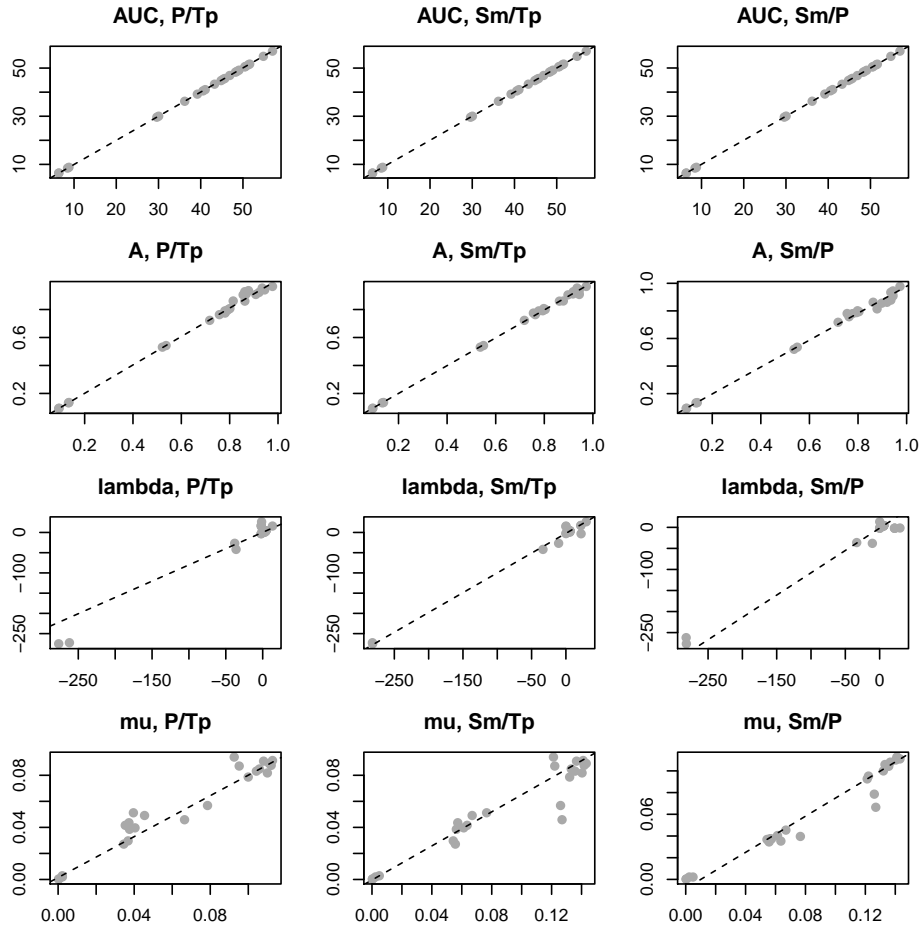 AUC, P/Tp
AUC, Sm/Tp
AUC, Sm/P
10 30 50
10 30 50
10 30 50
10 20 30 40 50
10 20 30 40 50
10 20 30 40 50
A, P/Tp
A, Sm/Tp
A, Sm/P
0.2 0.6
0.2 0.6
0.2 0.6 1.0
0.2 0.4 0.6 0.8 1.0
0.2 0.4 0.6 0.8 1.0
0.2 0.4 0.6 0.8 1.0
lambda, P/Tp
lambda, Sm/Tp
lambda, Sm/P
−250 −100 0
−250 −100 0
−250 −100 0
−250 −150 −50 0
−250 −150 −50 0
−250 −150 −50 0
mu, P/Tp
mu, Sm/Tp
mu, Sm/P
0.00 0.04 0.08
0.00 0.04 0.08
0.00 0.06
0.00 0.04 0.08
0.00 0.04 0.08 0.12
0.00 0.04 0.08 0.12